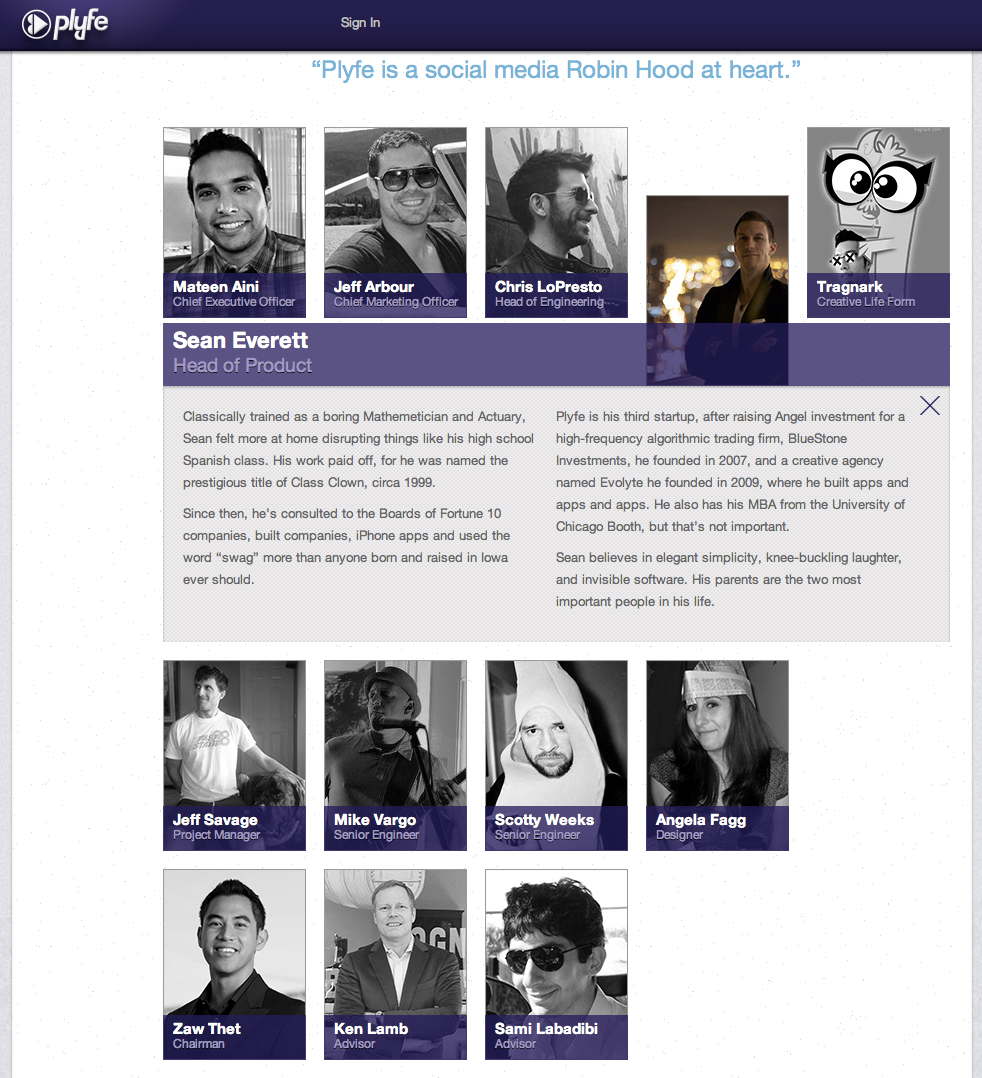 plyfe
Sign In
“Plyfe is a social media Robin Hood at heart.”
Mateen Aini
Chief Executive Officer
Jeff Arbour
Chief Marketing Officer
Chris LoPresto
Head of Engineering
Tragnark
Creative Life Form
Sean Everett
Head of Product
Classically trained as a boring Mathemetician and Actuary,
Sean felt more at home disrupting things like his high school
Spanish class. His work paid off, for he was named the
prestigious title of Class Clown, circa 1999.
Since then, he’s consulted to the Boards of Fortune 10
companies, built companies, iPhone apps and used the
word “swag” more than anyone born and raised in Iowa
ever should.
Plyfe is his third startup, after raising Angel investment for a
high-frequency algorithmic trading firm, BlueStone
Investments, he founded in 2007, and a creative agency
named Evolyte he founded in 2009, where he built apps and
apps and apps. He also has his MBA from the University of
Chicago Booth, but that’s not important.
Sean believes in elegant simplicity, knee-buckling laughter,
and invisible software. His parents are the two most
important people in his life.
Jeff Savage
Project Manager
Mike Vargo
Senior Engineer
Scotty Weeks
Senior Engineer
Angela Fagg
Designer
OGN
Zaw Thet
Chairman
Ken Lamb
Advisor
Sami Labadibi
Advisor